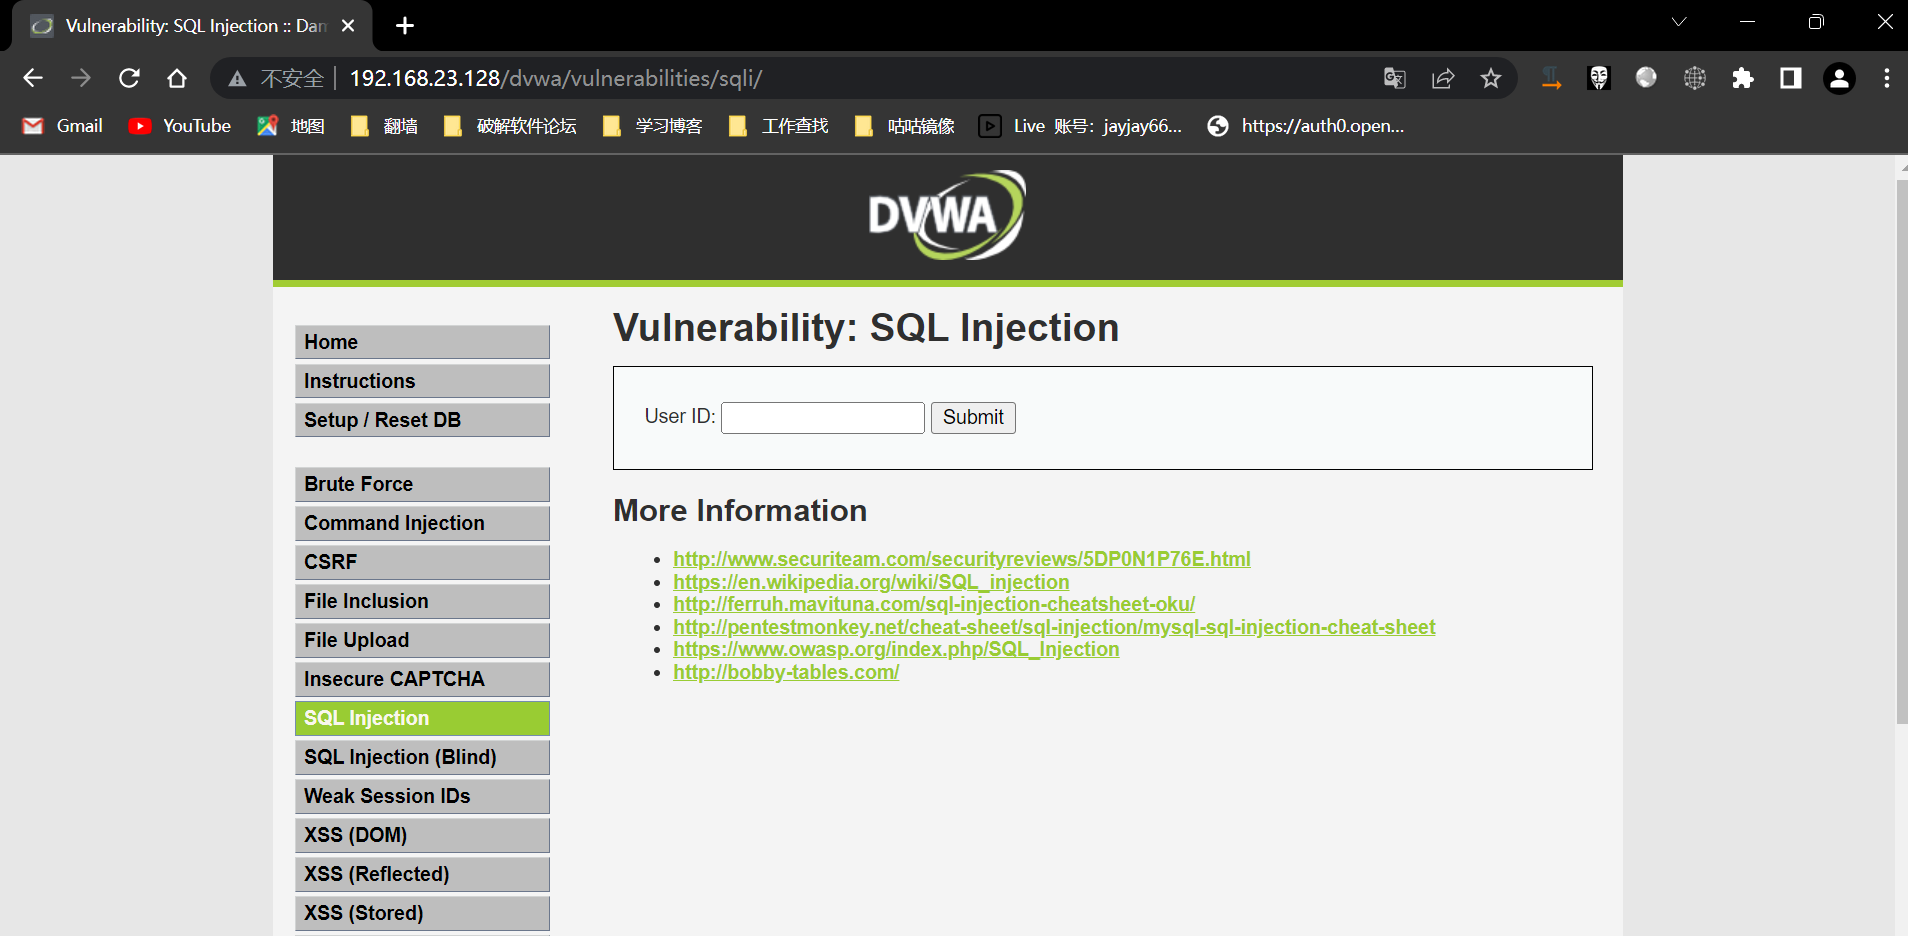 Vulnerability: SQL Injection :: Dam
不安全 192.168.23.128/dvwa/vulnerabilities/sqli/
Gmail YouTube 地图 翻墙 破解软件论坛 学习博客 工作查找 咕咕镜像 Live 账号：jayjay66... https://auth0.open...
DVWA
Vulnerability: SQL Injection
Home
Instructions
Setup / Reset DB
User ID: Submit
Brute Force
Command Injection
CSRF
File Inclusion
File Upload
Insecure CAPTCHA
SQL Injection
SQL Injection (Blind)
Weak Session IDs
XSS (DOM)
XSS (Reflected)
XSS (Stored)
More Information
http://www.securiteam.com/securityreviews/5DP0N1P76E.html
https://en.wikipedia.org/wiki/SQL_injection
http://ferruh.mavituna.com/sql-injection-cheatsheet-oku/
http://pentestmonkey.net/cheat-sheet/sql-injection/mysql-sql-injection-cheat-sheet
https://www.owasp.org/index.php/SQL_Injection
http://bobby-tables.com/